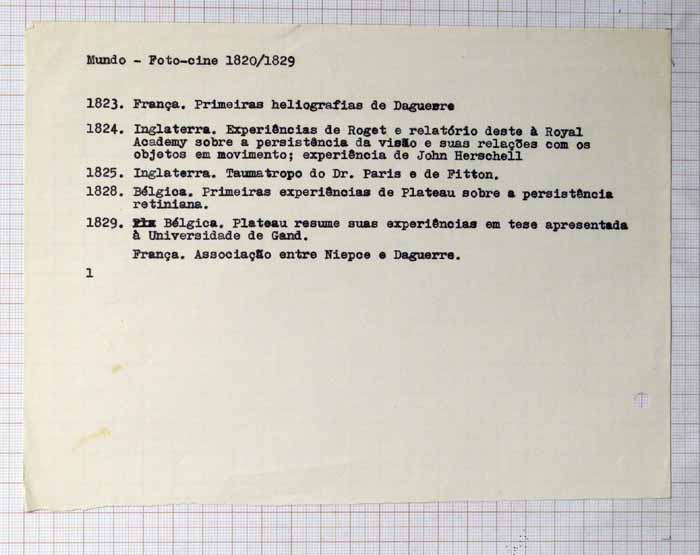 Mundo - Foto-cine 1820/1829
1823. França. Primeiras heliografias de Daguerre
1824. Inglaterra. Experiências de Roget e relatório deste à Royal
Academy sobre a persistência da visão e suas relações com os
objetos em movimento; experiência de John Herschell
1825. Inglaterra. Taumatropo do Dr. Paris e de Fitton.
1828. Bélgica. Primeiras experiências de Plateau sobre a persistência
retiniana.
1829. Bélgica. Plateau resume suas experiências em tese apresentada
à Universidade de Gand.
França. Associação entre Niepce e Daguerre.
1